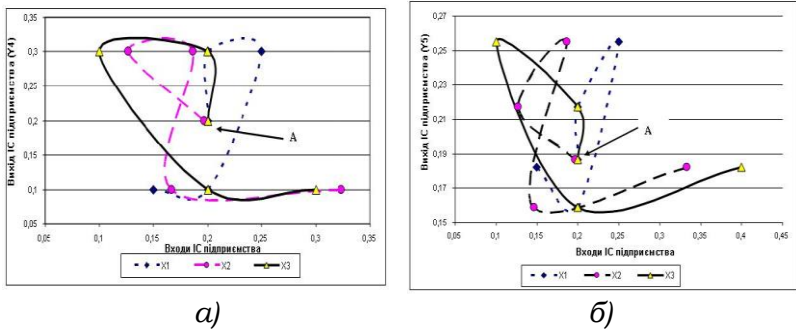 Вихід ІС підприємства (Y4)
0,35
0,3
0,25
0,2
0,15
0,1
0,05
A
0,05 0,1 0,15 0,2 0,25 0,3 0,35
Входи ІС підприємства
X1 X2 X3
а)
Вихід ІС підприємства (Y5)
0,27
0,25
0,23
0,21
0,19
0,17
0,15
A
0,05 0,1 0,15 0,2 0,25 0,3 0,35 0,4 0,45
Входи ІС підприємства
X1 X2 X3
б)